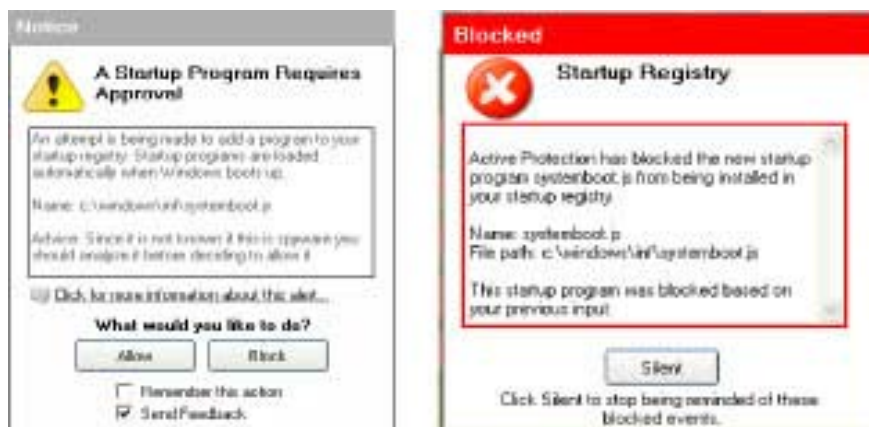 Notice
A Startup Program Requires
Approval
An attempt is being made to add a program to your
startup registry. Startup programs are loaded
automatically when Windows boots up.
Name: c:\windows\inf\systemboot.js
Advice: Since it is not known if this is spyware you
should analyze it before deciding to allow it
Click for more information about this alert...
What would you like to do?
Allow
Block
Remember this action
Send Feedback
Blocked
Startup Registry
Active Protection has blocked the new startup
program systemboot.js from being installed in
your startup registry.
Name: systemboot.js
File path: c:\windows\inf\systemboot.js
This startup program was blocked based on
your previous input
Silent
Click Silent to stop being reminded of these
blocked events.